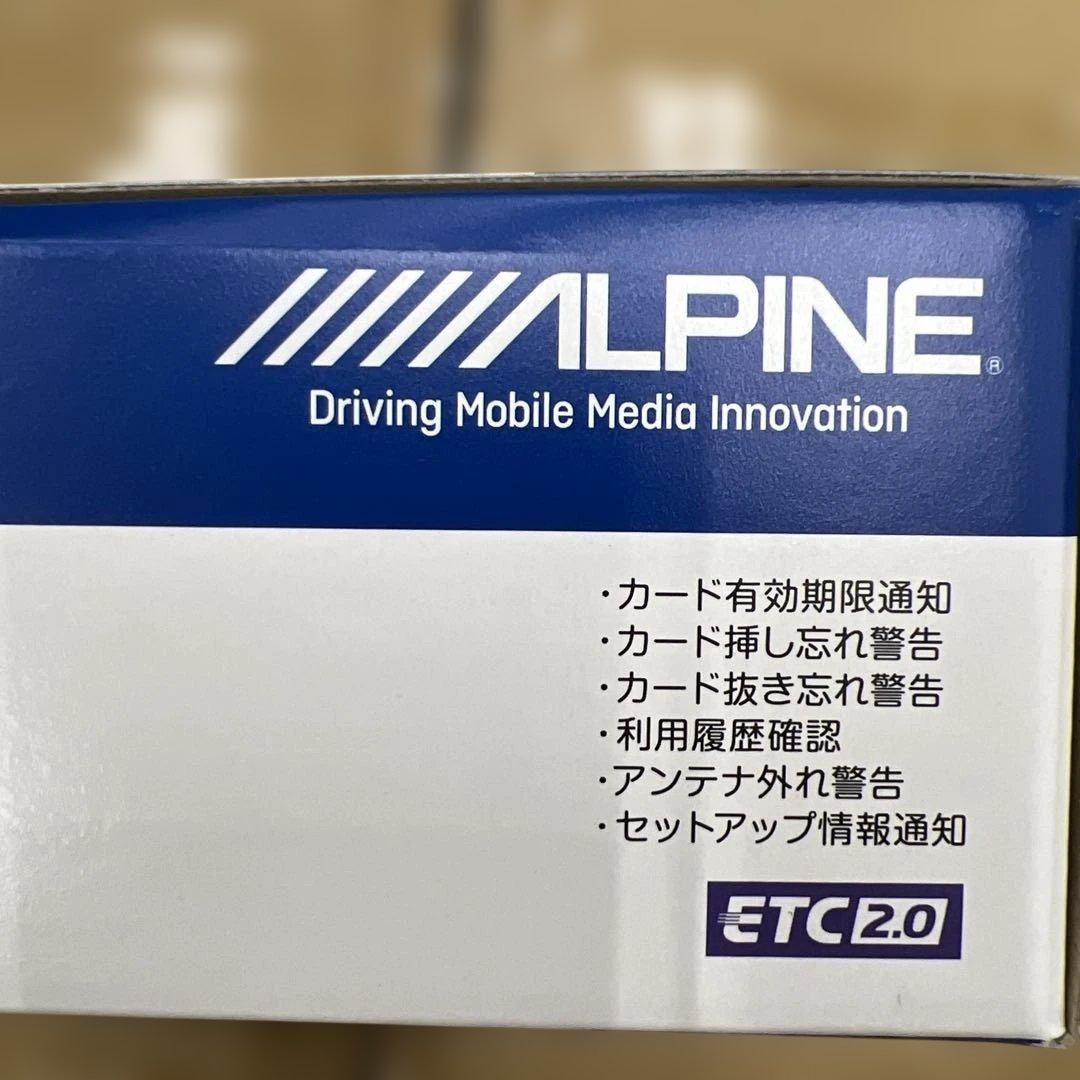 ALPINE®
Driving Mobile Media Innovation
・カード有効期限通知
・カード挿し忘れ警告
・カード抜き忘れ警告
・利用履歴確認
・アンテナ外れ警告
・セットアップ情報通知
ETC2.0